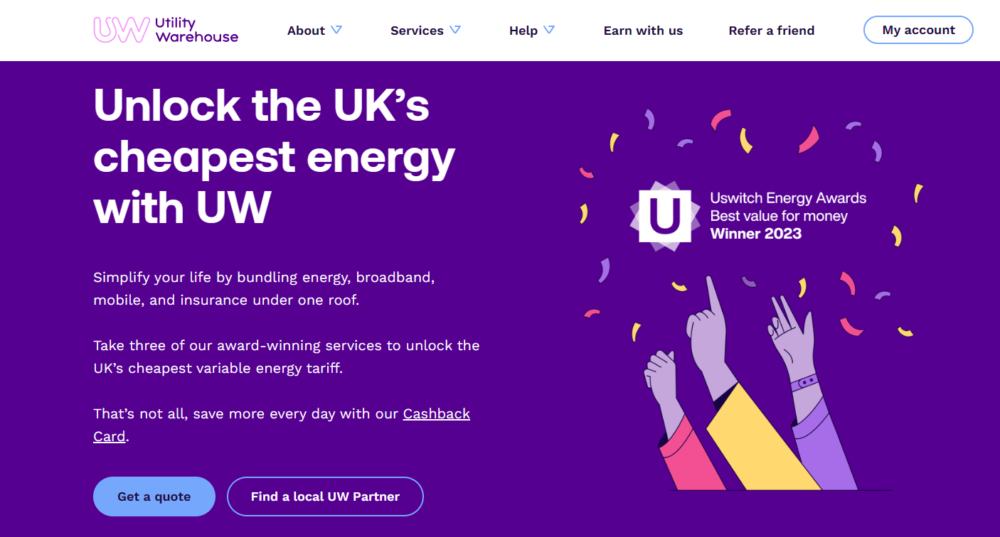 UW Utility
Warehouse
About
Services
Help
Earn with us
Refer a friend
My account
Unlock the UK’s
cheapest energy
with UW
Simplify your life by bundling energy, broadband,
mobile, and insurance under one roof.
Take three of our award-winning services to unlock the
UK’s cheapest variable energy tariff.
That’s not all, save more every day with our Cashback
Card.
Get a quote
Find a local UW Partner
U
Uswitch Energy Awards
Best value for money
Winner 2023